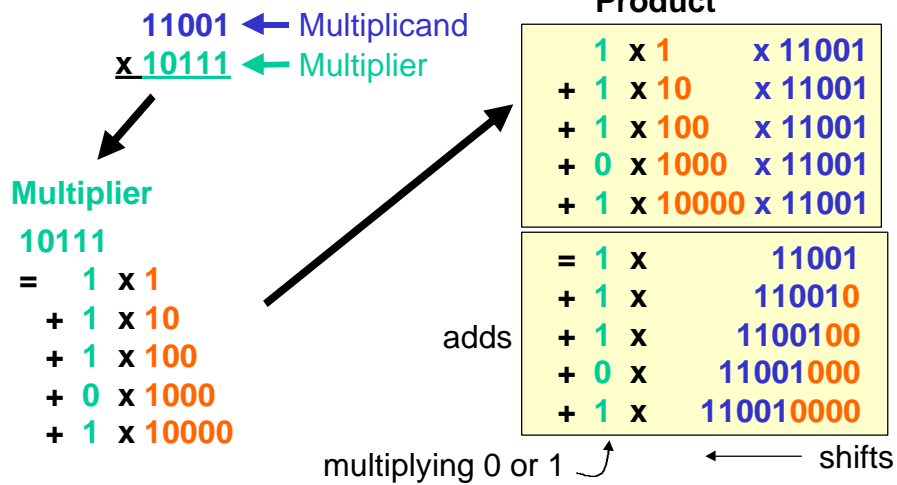 11001 Multiplicand
x 10111 Multiplier
Multiplier
10111
= 1 x 1
+ 1 x 10
+ 1 x 100
+ 0 x 1000
+ 1 x 10000
Product
1 x 1 x 11001
+ 1 x 10 x 11001
+ 1 x 100 x 11001
+ 0 x 1000 x 11001
+ 1 x 10000 x 11001
= 1 x 11001
+ 1 x 110010
adds
+ 1 x 1100100
+ 0 x 11001000
+ 1 x 110010000
multiplying 0 or 1
shifts